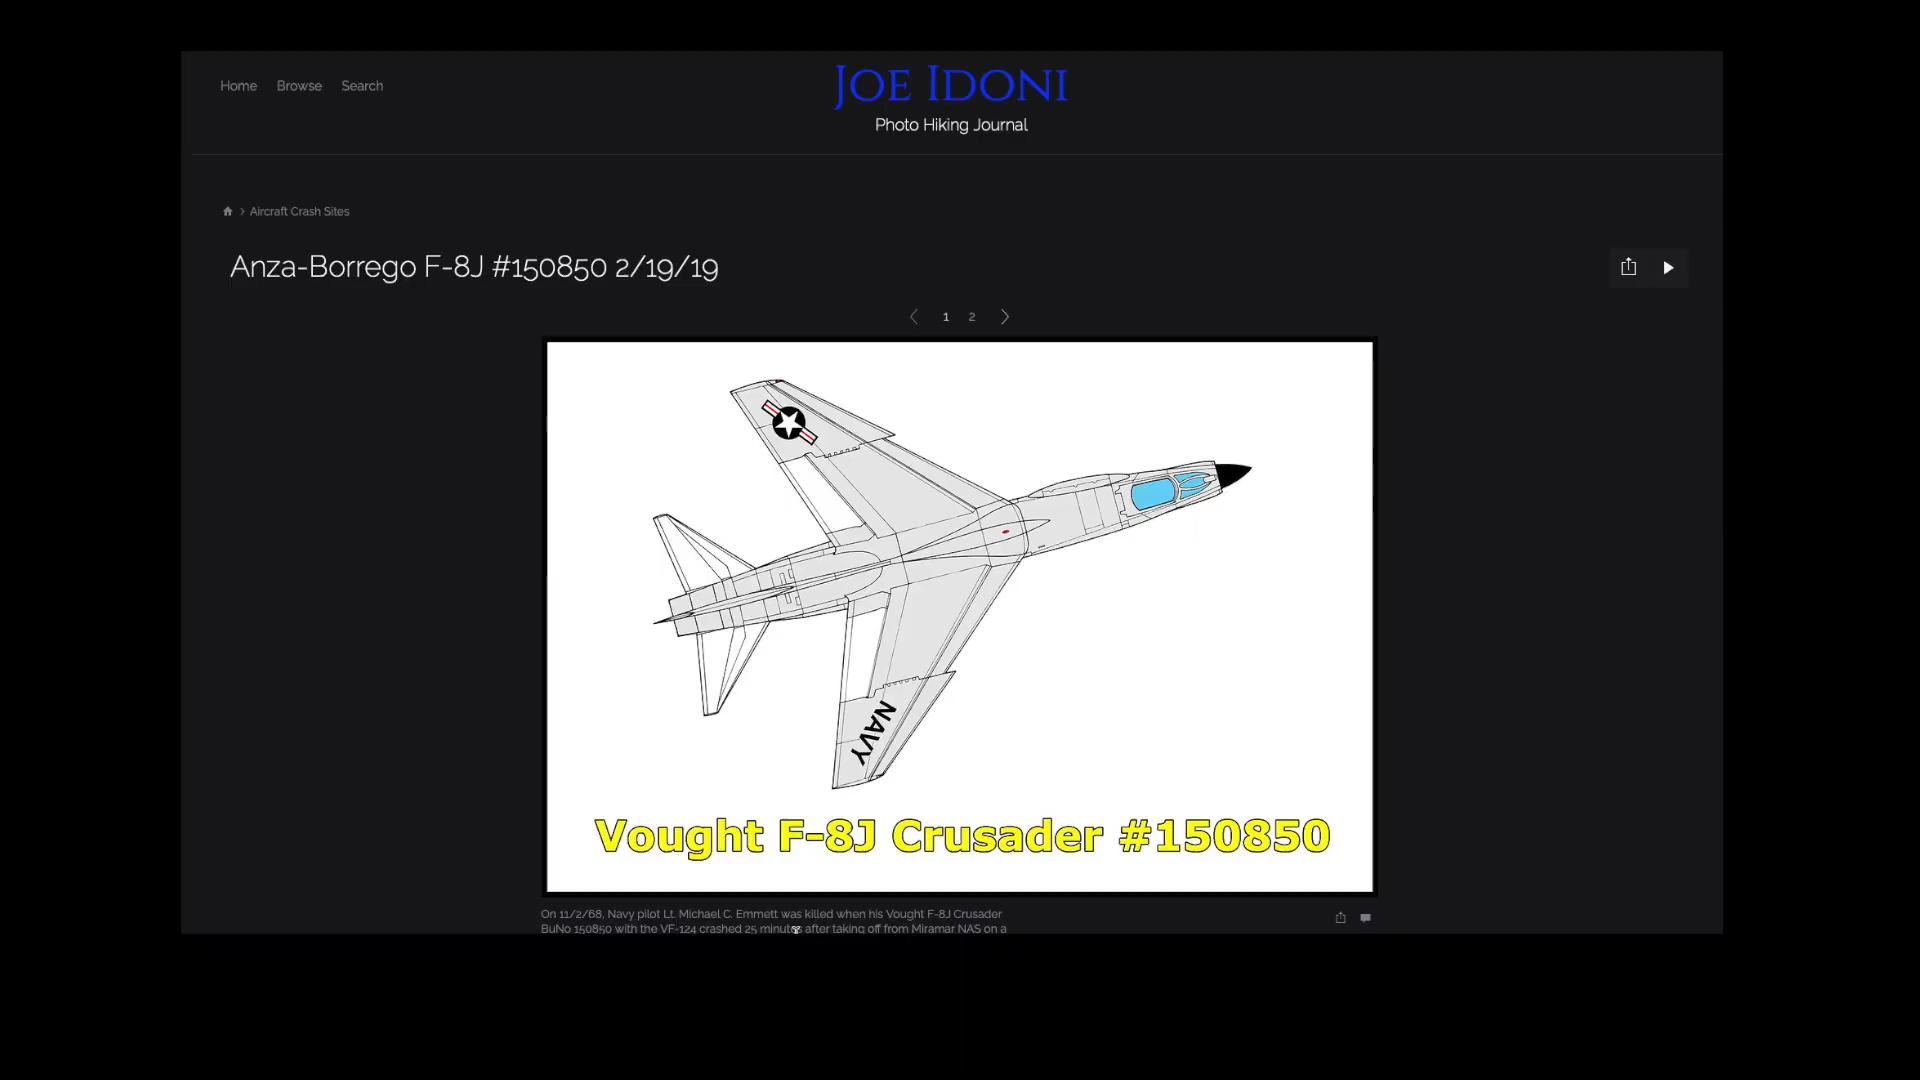 Home Browse Search
JOE IDONI
Photo Hiking Journal
Aircraft Crash Sites
Anza-Borrego F-8J #150850 2/19/19
1 2
NAVY
Vought F-8J Crusader #150850
On 11/2/68, Navy pilot Lt. Michael C. Emmett was killed when his Vought F-8J Crusader
BuNo 150850 with the VF-124 crashed 25 minutes after taking off from Miramar NAS on a